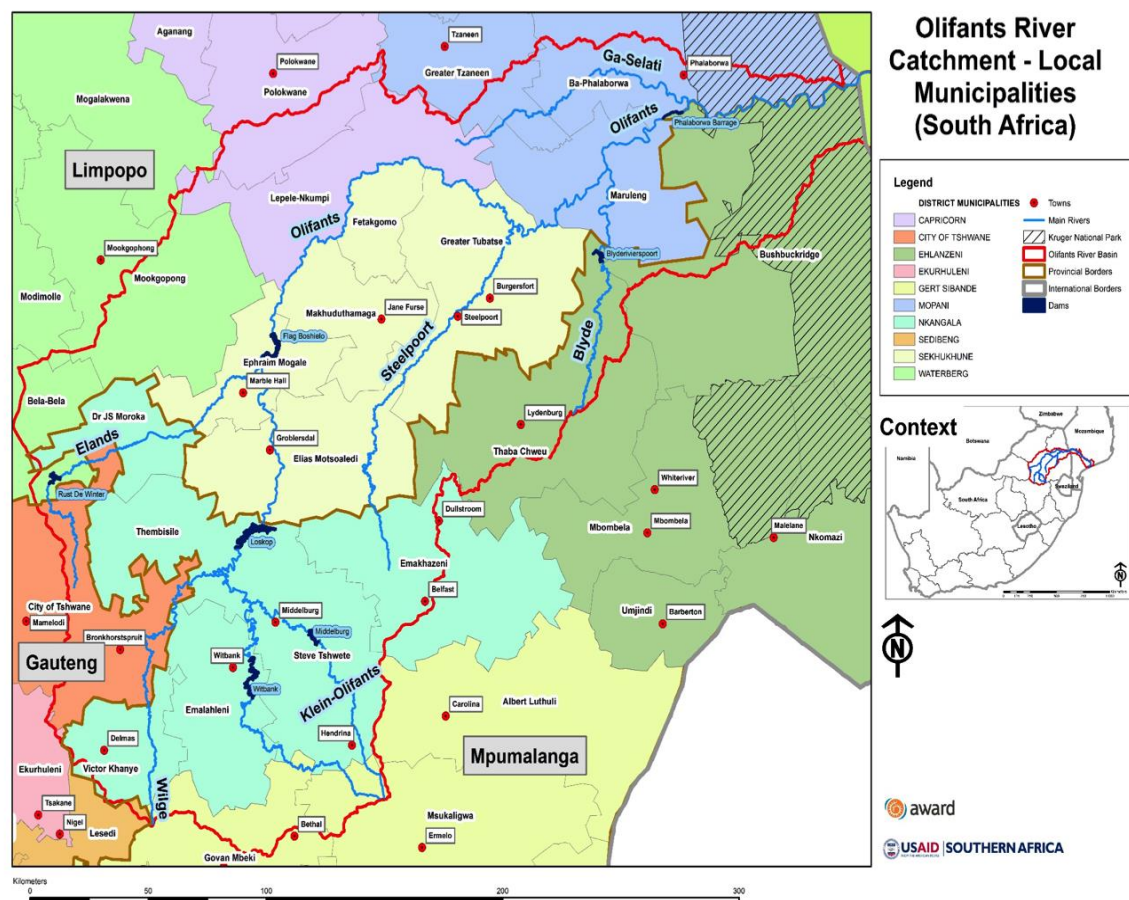 Olifants River
Catchment - Local
Municipalities
(South Africa)
Legend
DISTRICT MUNICIPALITIES
CAPRICORN
CITY OF TSHWANE
EHLANZENI
EKURHULENI
GERT SIBANDE
MOPANI
NKANGALA
SEDIBENG
SEKHUKHUNE
WATERBERG
Towns
Main Rivers
Kruger National Park
Olifants River Basin
Provincial Borders
International Borders
Dams
Context
Zimbabwe
Mozambique
Botswana
Namibia
South Africa
Swaziland
Lesotho
N
N
award
USAID SOUTHERN AFRICA
Aganang
Tzaneen
Polokwane
Greater Tzaneen
Ga-Selati
Phalaborwa
Polokwane
Ba-Phalaborwa
Mogalakwena
Olifants
Phalaborwa Barrage
Limpopo
Lepele-Nkumpi
Maruleng
Olifants
Fetakgomo
Greater Tubatse
Mookgophong
Blyderivierspoort
Bushbuckridge
Mookgopong
Modimolle
Burgersfort
Makhuduthamaga
Jane Furse
Steelpoort
Flag Boshielo
Steelpoort
Blyde
Ephraim Mogale
Marble Hall
Bela-Bela
Dr JS Moroka
Lydenburg
Elands
Groblersdal
Elias Motsoaledi
Thaba Chweu
Rust De Winter
Whiteriver
Dullstroom
Thembisile
Loskop
Mbombela
Mbombela
Malelane
Nkomazi
Emakhazeni
City of Tshwane
Belfast
Mamelodi
Middelburg
Umjindi
Barberton
Bronkhorstspruit
Middelburg
Gauteng
Witbank
Steve Tshwete
Witbank
Klein-Olifants
Emalahleni
Carolina
Albert Luthuli
Delmas
Hendrina
Mpumalanga
Ekurhuleni
Victor Khanye
Wilge
Tsakane
Nigel
Lesedi
Msukaligwa
Bethal
Ermelo
Govan Mbeki
Kilometers
0 50 100 200 300